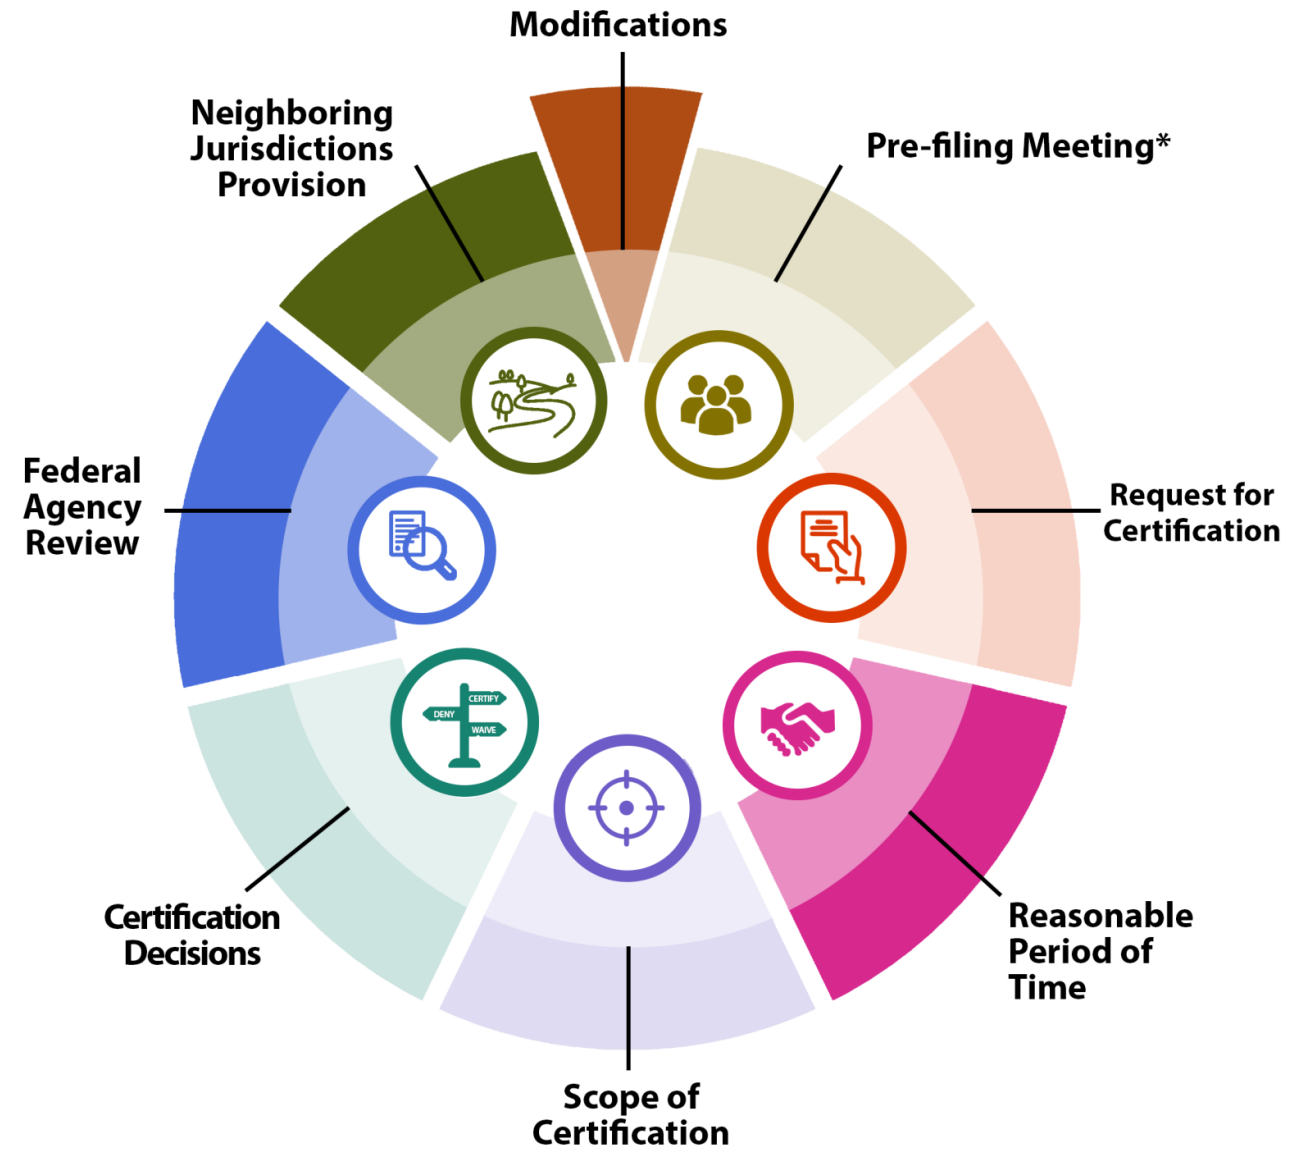 Modifications
Neighboring
Jurisdictions
Provision
Pre-filing Meeting*
Federal
Agency
Review
Request for
Certification
CERTIFY
DENY
WAIVE
Certification
Decisions
Reasonable
Period of
Time
Scope of
Certification